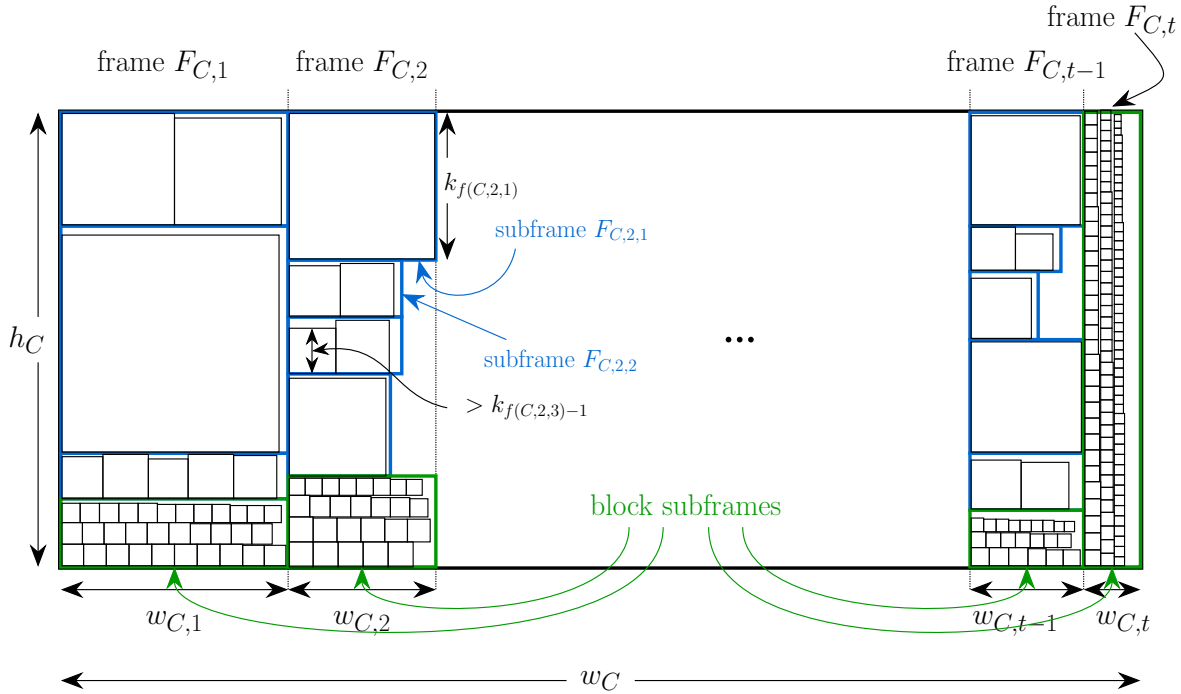 frame F_{C,t}
frame F_{C,1}
frame F_{C,2}
frame F_{C,t−1}
k_{f(C,2,1)}
subframe F_{C,2,1}
h_C
...
subframe F_{C,2,2}
> k_{f(C,2,3)−1}
block subframes
w_{C,1}
w_{C,2}
w_{C,t−1}
w_{C,t}
w_C